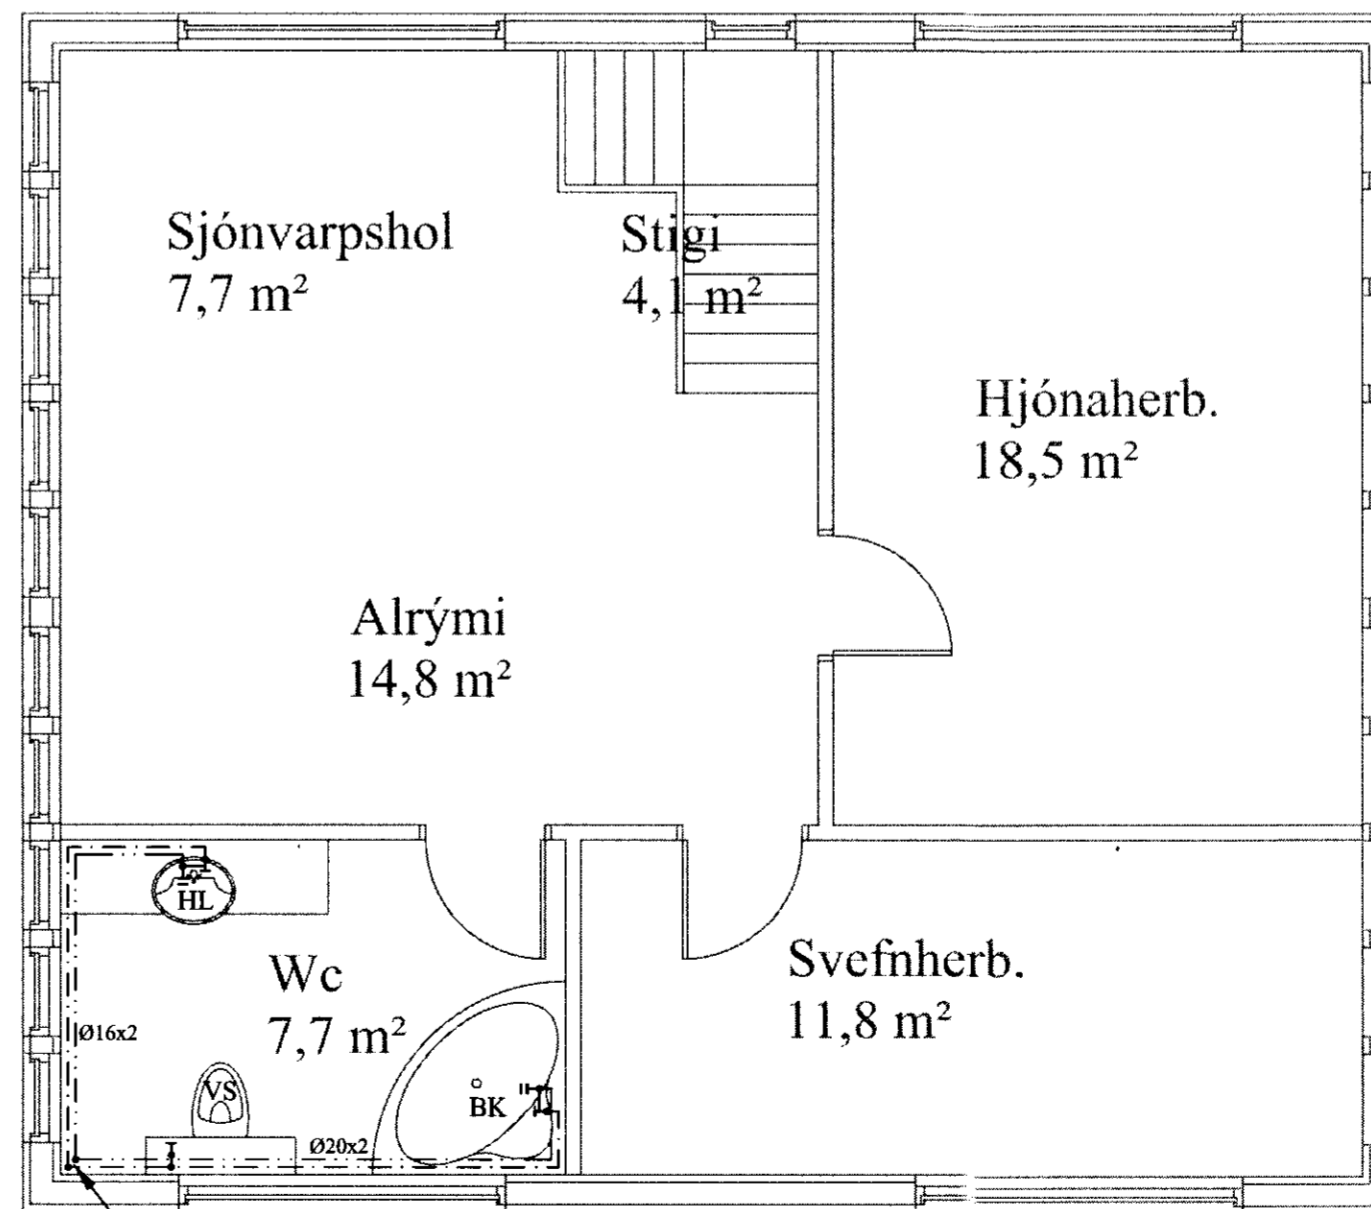 Sjónvarpshol
7,7 m²
Stigi
4,1 m²
Hjónaherb.
18,5 m²
Alrými
14,8 m²
HL
Wc
7,7 m²
Svefnherb.
11,8 m²
Ø16x2
VS
BK
Ø20x2